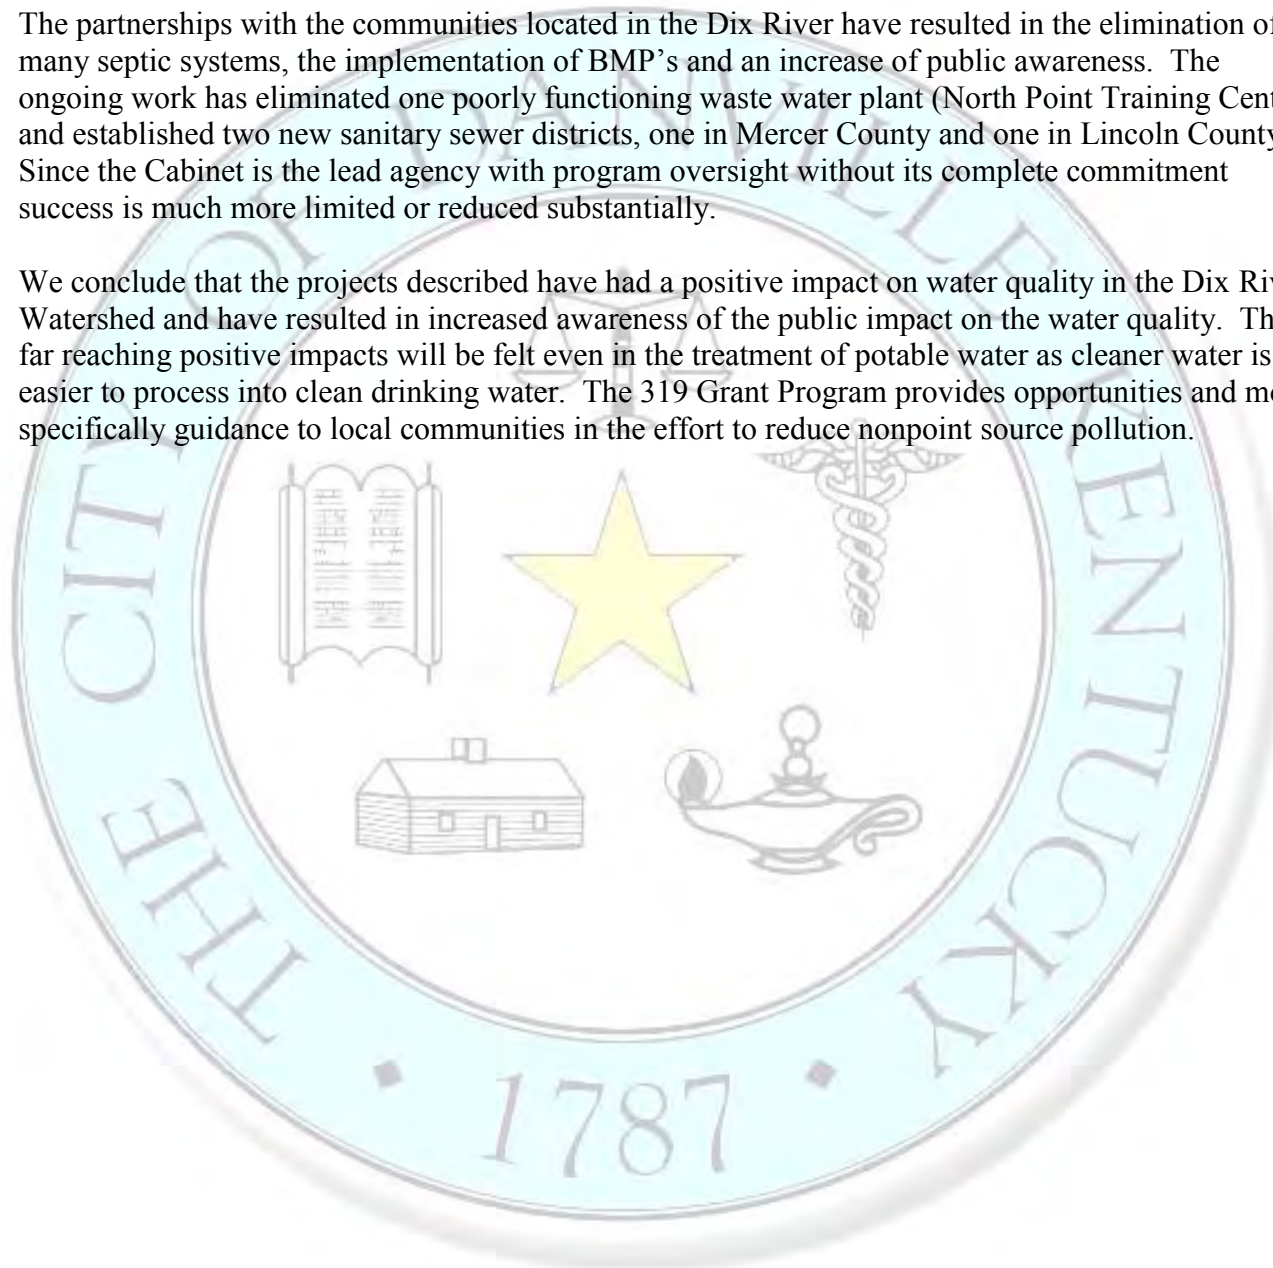 The partnerships with the communities located in the Dix River have resulted in the elimination of
many septic systems, the implementation of BMP’s and an increase of public awareness.  The
ongoing work has eliminated one poorly functioning waste water plant (North Point Training Cent
and established two new sanitary sewer districts, one in Mercer County and one in Lincoln County
Since the Cabinet is the lead agency with program oversight without its complete commitment
success is much more limited or reduced substantially.
We conclude that the projects described have had a positive impact on water quality in the Dix Riv
Watershed and have resulted in increased awareness of the public impact on the water quality.  Th
far reaching positive impacts will be felt even in the treatment of potable water as cleaner water is
easier to process into clean drinking water.  The 319 Grant Program provides opportunities and mo
specifically guidance to local communities in the effort to reduce nonpoint source pollution.
THE CITY OF DANVILLE KENTUCKY
1787